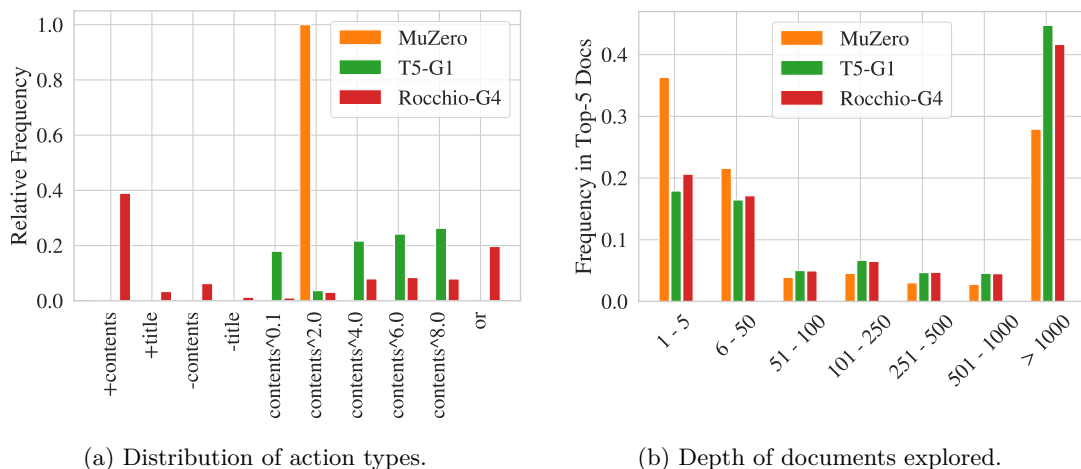 Relative Frequency
1.0
0.8
0.6
0.4
0.2
0.0
MuZero
T5-G1
Rocchio-G4
+contents
+title
-contents
-title
contents^0.1
contents^2.0
contents^4.0
contents^6.0
contents^8.0
or
(a) Distribution of action types.
Frequency in Top-5 Docs
0.4
0.3
0.2
0.1
0.0
MuZero
T5-G1
Rocchio-G4
1 - 5
6 - 50
51 - 100
101 - 250
251 - 500
501 - 1000
> 1000
(b) Depth of documents explored.